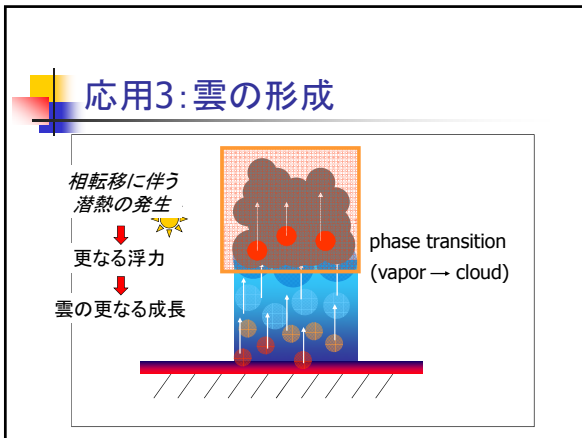 応用3:雲の形成
相転移に伴う
潜熱の発生
更なる浮力
雲の更なる成長
phase transition
(vapor → cloud)